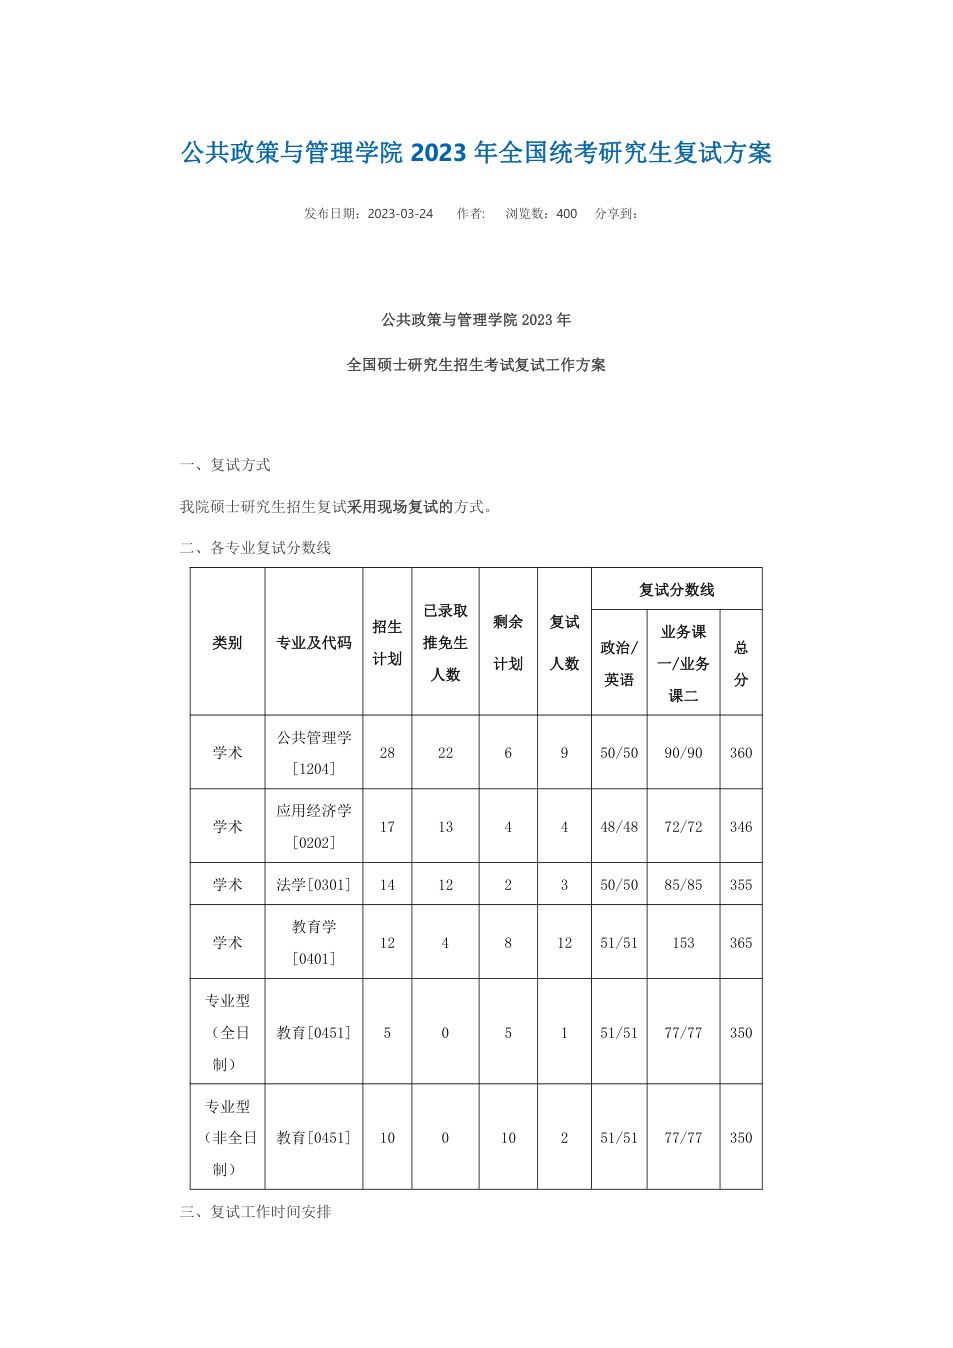 公共政策与管理学院 2023 年全国统考研究生复试方案
发布日期：2023-03-24 作者: 浏览数：400 分享到：
公共政策与管理学院 2023 年
全国硕士研究生招生考试复试工作方案
一、复试方式
我院硕士研究生招生复试采用现场复试的方式。
二、各专业复试分数线
类别 专业及代码 招生计划 已录取推免生人数 剩余计划 复试人数 复试分数线
政治/英语 业务课一/业务课二 总分
学术 公共管理学[1204] 28 22 6 9 50/50 90/90 360
学术 应用经济学[0202] 17 13 4 4 48/48 72/72 346
学术 法学[0301] 14 12 2 3 50/50 85/85 355
学术 教育学[0401] 12 4 8 12 51/51 153 365
专业型（全日制） 教育[0451] 5 0 5 1 51/51 77/77 350
专业型（非全日制） 教育[0451] 10 0 10 2 51/51 77/77 350
三、复试工作时间安排